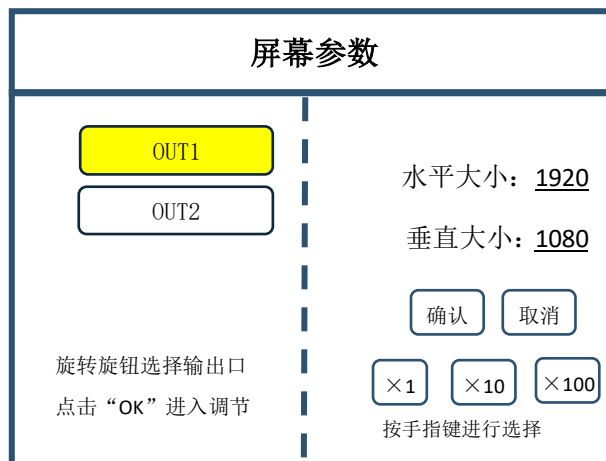 屏幕参数
OUT1
OUT2
旋转旋钮选择输出口
点击“OK”进入调节
水平大小：1920
垂直大小：1080
确认 取消
×1 ×10 ×100
按手指键进行选择